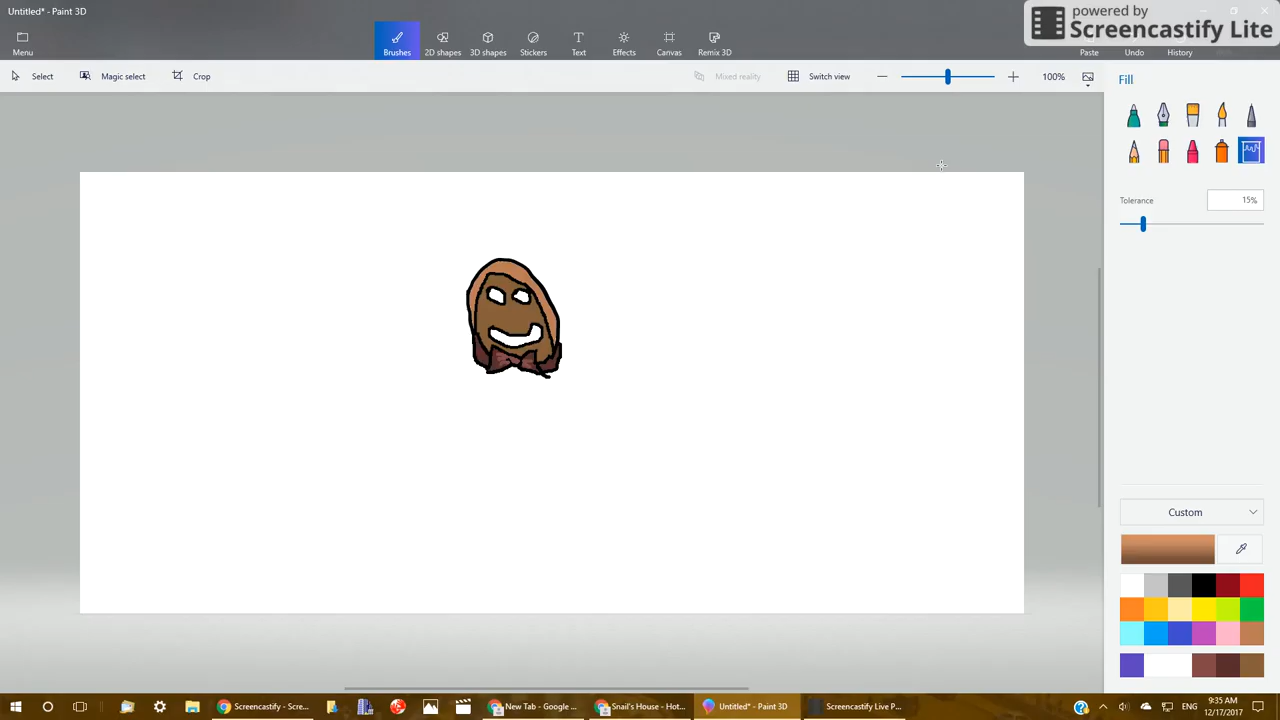 Untitled* - Paint 3D
powered by
Screencastify Lite
Menu
Brushes
2D shapes
3D shapes
Stickers
Text
Effects
Canvas
Remix 3D
Paste
Undo
History
Select
Magic select
Crop
Mixed reality
Switch view
100%
Fill
Tolerance
15%
Custom
Screencastify - Scre...
New Tab - Google ...
Snail's House - Hot...
Untitled* - Paint 3D
Screencastify Live P...
ENG
9:35 AM
12/17/2017